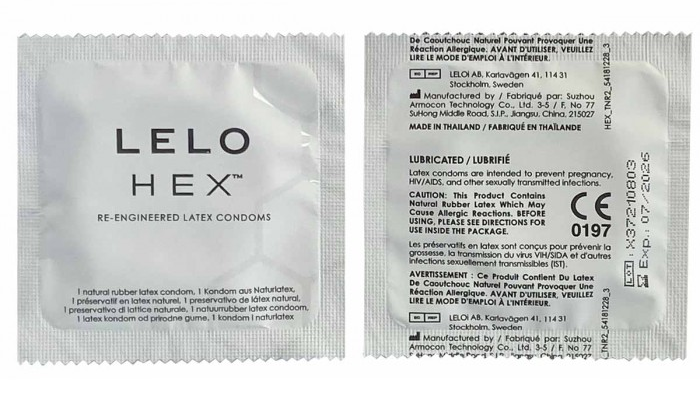 LELO
HEX™
RE-ENGINEERED LATEX CONDOMS
1 natural rubber latex condom, 1 Kondom aus Naturlatex,
1 préservatif en latex naturel, 1 preservativo de látex natural,
1 preservativo di lattice naturale, 1 natuurrubber latex condoom,
1 latex kondom od prirodne gume, 1 kondom i naturlatex
De Caoutchouc Naturel Pouvant Provoquer Une
Réaction Allergique. AVANT D'UTILISER, VEUILLEZ
LIRE LE MODE D'EMPLOI À L'INTÉRIEUR.
EC REP LELOi AB, Karlavägen 41, 114 31
Stockholm, Sweden
Manufactured by / Fabriqué par: Suzhou
Armocon Technology Co., Ltd. 3-5 / F, No 77
SuHong Middle Road, S.I.P., Jiangsu, China, 215027
MADE IN THAILAND / FABRIQUÉ EN THAÏLANDE
LUBRICATED / LUBRIFIÉ
Latex condoms are intended to prevent pregnancy,
HIV/AIDS, and other sexually transmitted infections.
CAUTION: This Product Contains
Natural Rubber Latex Which May
Cause Allergic Reactions. BEFORE
USING, PLEASE SEE DIRECTIONS FOR
USE INSIDE THE PACKAGE.
CE
0197
Les préservatifs en latex sont conçus pour prévenir la
grossesse, la transmission du virus VIH/SIDA et d'autres
infections sexuellement transmissibles (IST).
AVERTISSEMENT : Ce Produit Contient Du Latex
De Caoutchouc Naturel Pouvant Provoquer Une
Réaction Allergique. AVANT D'UTILISER, VEUILLEZ
LIRE LE MODE D'EMPLOI À L'INTÉRIEUR.
EC REP LELOi AB, Karlavägen 41, 114 31
Stockholm, Sweden
Manufactured by / Fabriqué par: Suzhou
Armocon Technology Co., Ltd. 3-5 / F, No 77
HEX_TNR2_54181228_3
LOT: X37210803
Exp.: 07/2026
_TNR2_54181228_3